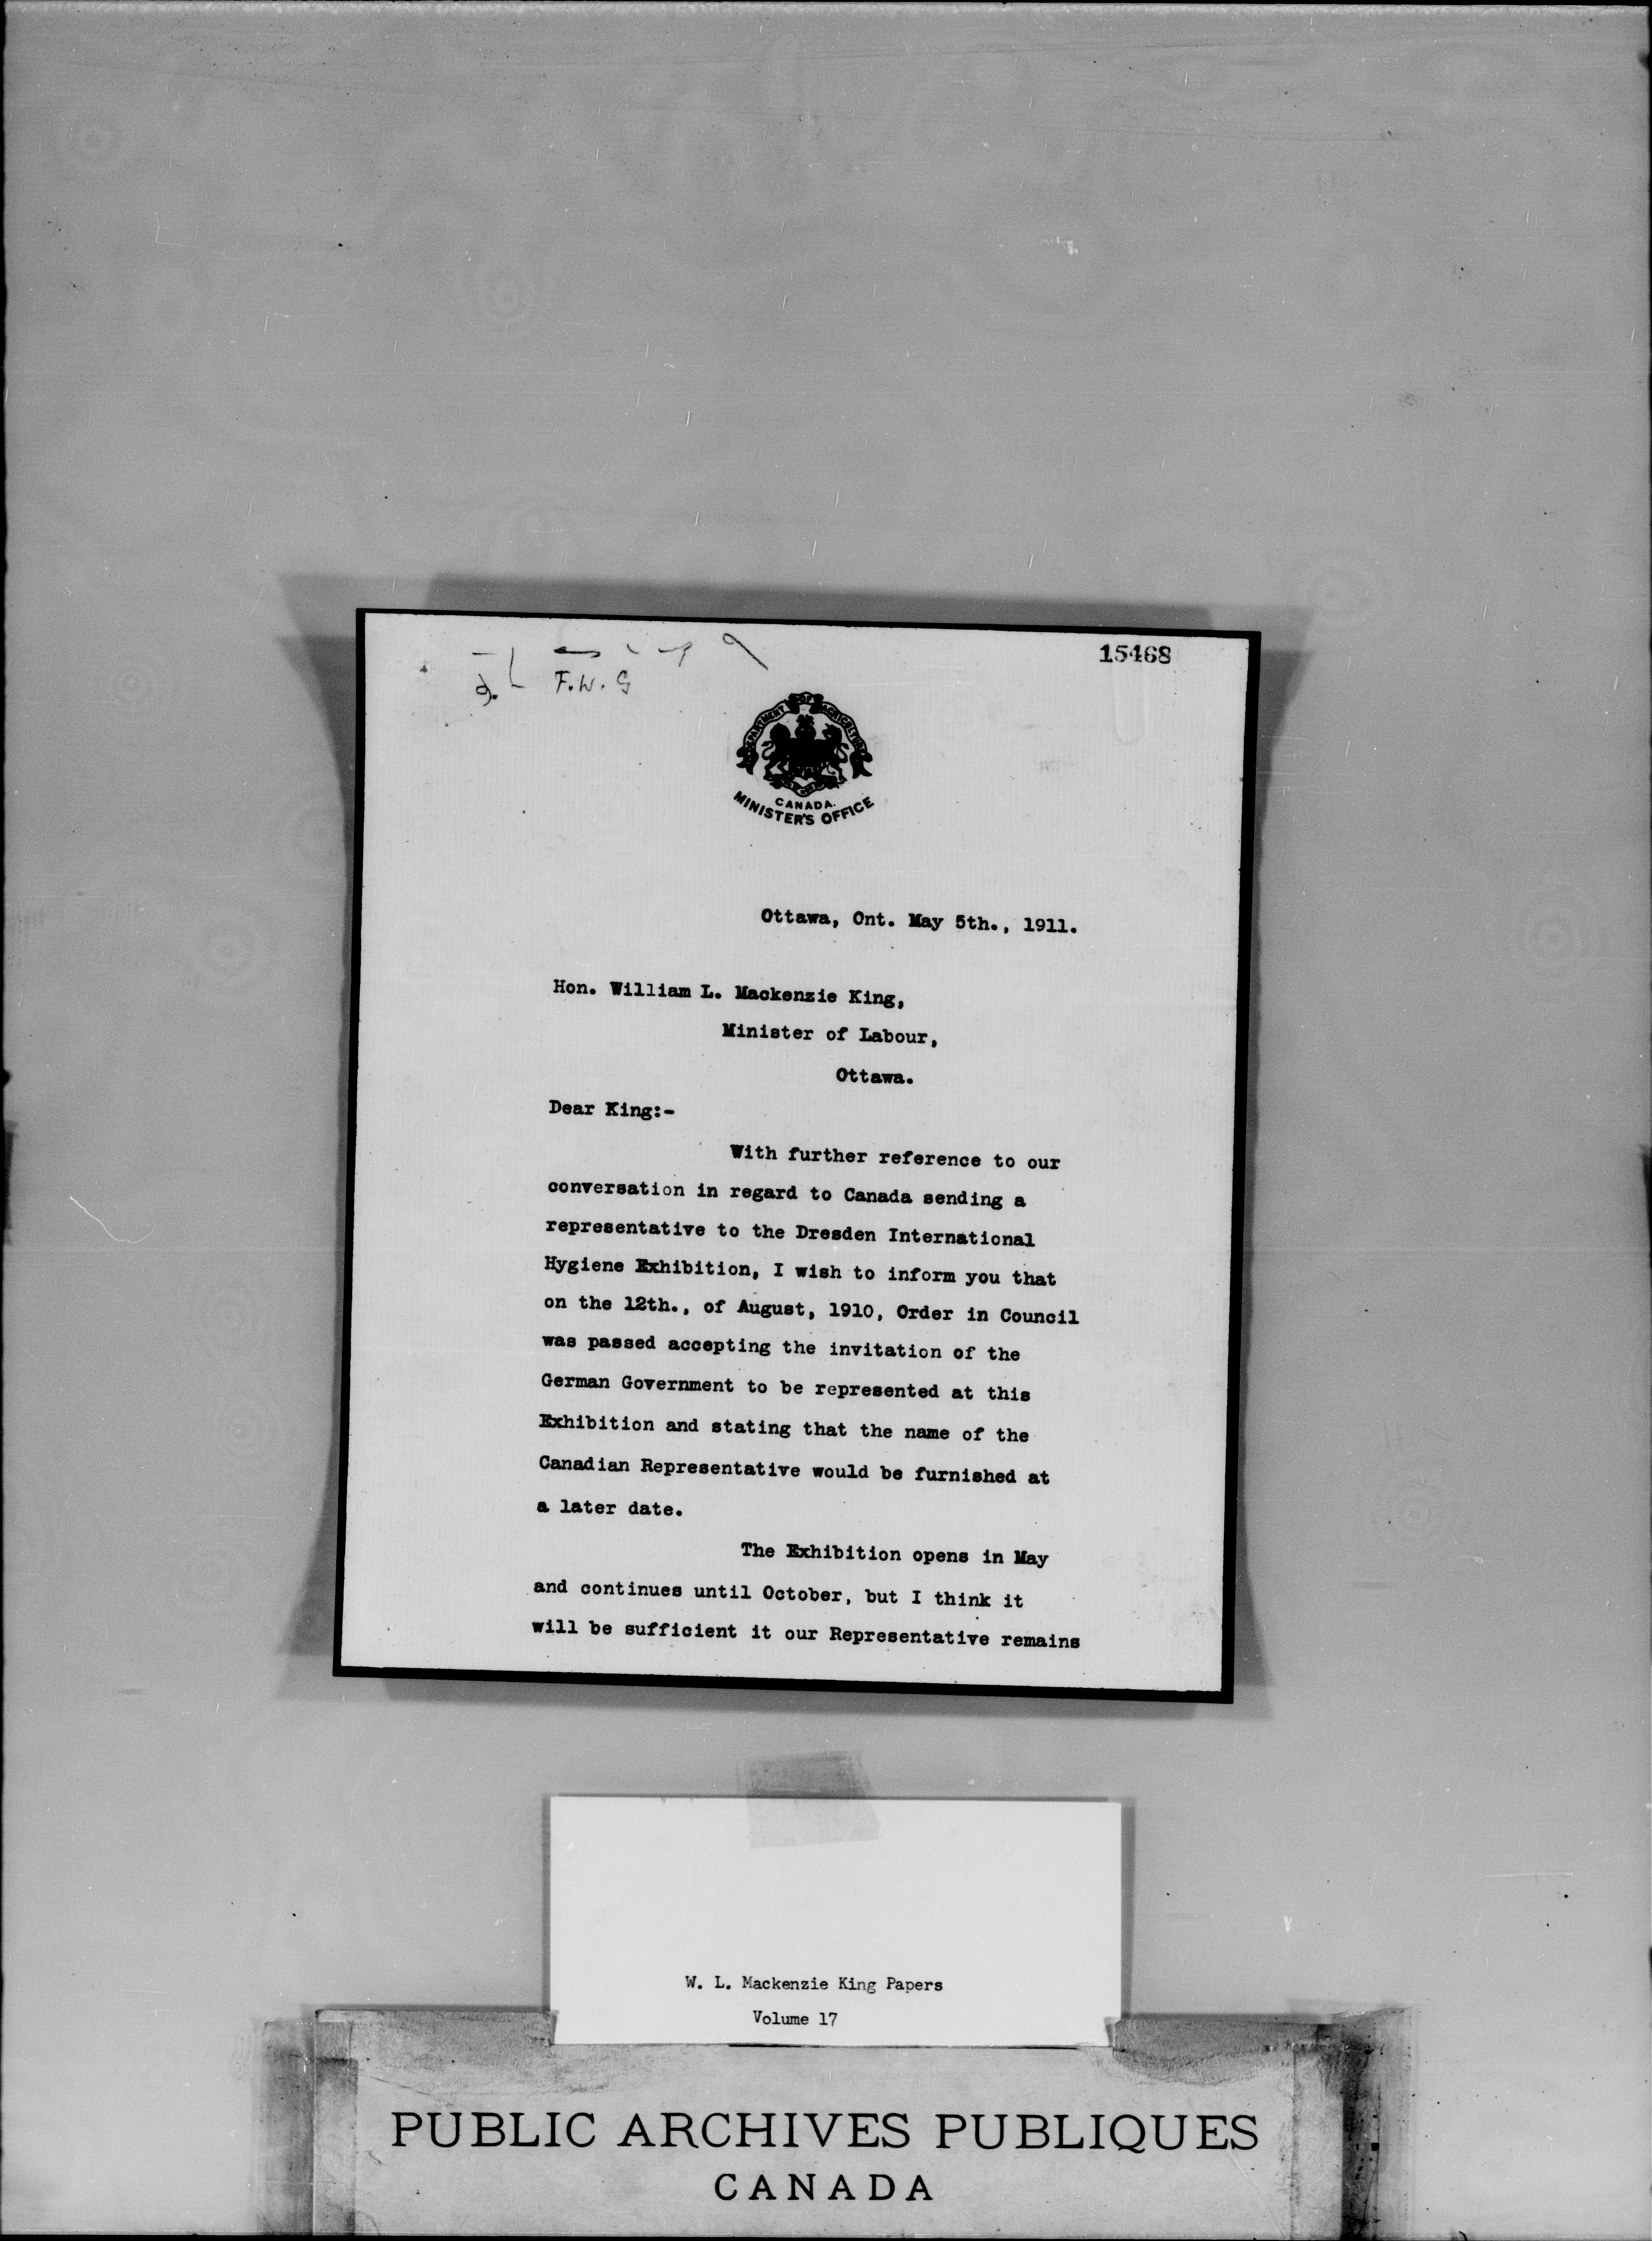 15468
F.W.G
DEPARTMENT OF AGRICULTURE
CANADA.
MINISTER'S OFFICE
Ottawa, Ont. May 5th., 1911.
Hon. William L. Mackenzie King,
Minister of Labour,
Ottawa.
Dear King:-
With further reference to our
conversation in regard to Canada sending a
representative to the Dresden International
Hygiene Exhibition, I wish to inform you that
on the 12th., of August, 1910, Order in Council
was passed accepting the invitation of the
German Government to be represented at this
Exhibition and stating that the name of the
Canadian Representative would be furnished at
a later date.
The Exhibition opens in May
and continues until October, but I think it
will be sufficient it our Representative remains
W. L. Mackenzie King Papers
Volume 17
PUBLIC ARCHIVES PUBLIQUES
CANADA